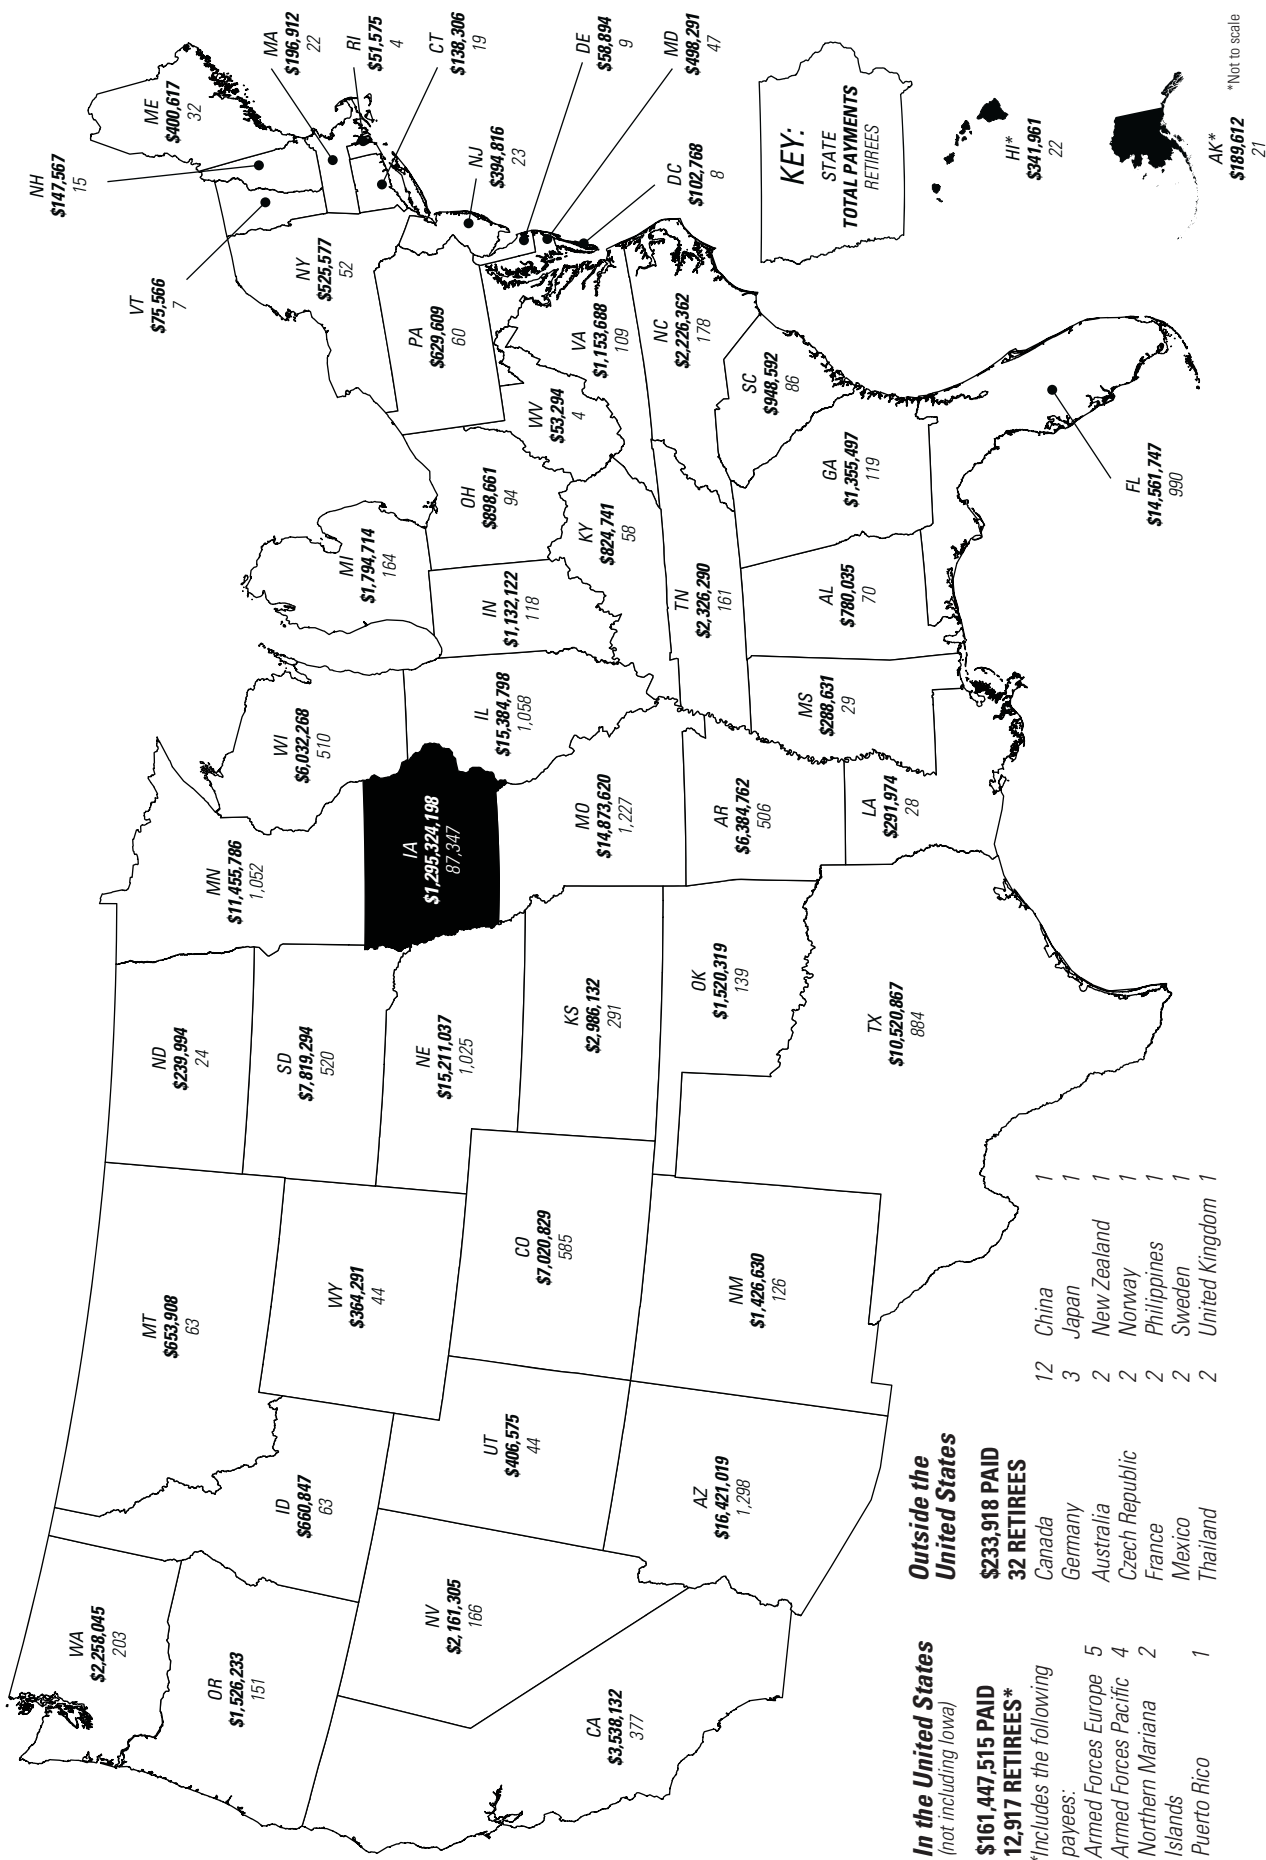 WA
$2,258,045
203
OR
$1,526,233
151
CA
$3,538,132
377
NV
$2,161,305
166
ID
$660,847
63
MT
$653,908
63
WY
$364,291
44
UT
$406,575
44
AZ
$16,421,019
1,298
CO
$7,020,829
585
NM
$1,426,630
126
ND
$239,994
24
SD
$7,819,294
520
NE
$15,211,037
1,025
KS
$2,986,132
291
OK
$1,520,319
139
TX
$10,520,867
884
MN
$11,455,786
1,052
IA
$1,295,324,198
87,347
MO
$14,873,620
1,227
AR
$6,384,762
506
LA
$291,974
28
WI
$6,032,268
510
IL
$15,384,798
1,058
MS
$288,631
29
MI
$1,794,714
164
IN
$1,132,122
118
OH
$898,661
94
KY
$824,741
58
TN
$2,326,290
161
AL
$780,035
70
GA
$1,355,497
119
FL
$14,561,747
990
SC
$948,592
86
NC
$2,226,362
178
VA
$1,153,688
109
WV
$53,294
4
PA
$629,609
60
NY
$525,577
52
VT
$75,566
7
NH
$147,567
15
ME
$400,617
32
MA
$196,912
22
RI
$51,575
4
CT
$138,306
19
NJ
$394,816
23
DE
$58,894
9
MD
$498,291
47
DC
$102,768
8
KEY:
STATE
TOTAL PAYMENTS
RETIREES
HI*
$341,961
22
AK*
$189,612
21
*Not to scale
In the United States
(not including Iowa)
$161,447,515 PAID
12,917 RETIREES*
*Includes the following
payees:
Armed Forces Europe 5
Armed Forces Pacific 4
Northern Mariana 2
Islands
Puerto Rico 1
Outside the
United States
$233,918 PAID
32 RETIREES
Canada 12 China 1
Germany 3 Japan 1
Australia 2 New Zealand 1
Czech Republic 2 Norway 1
France 2 Philippines 1
Mexico 2 Sweden 1
Thailand 2 United Kingdom 1